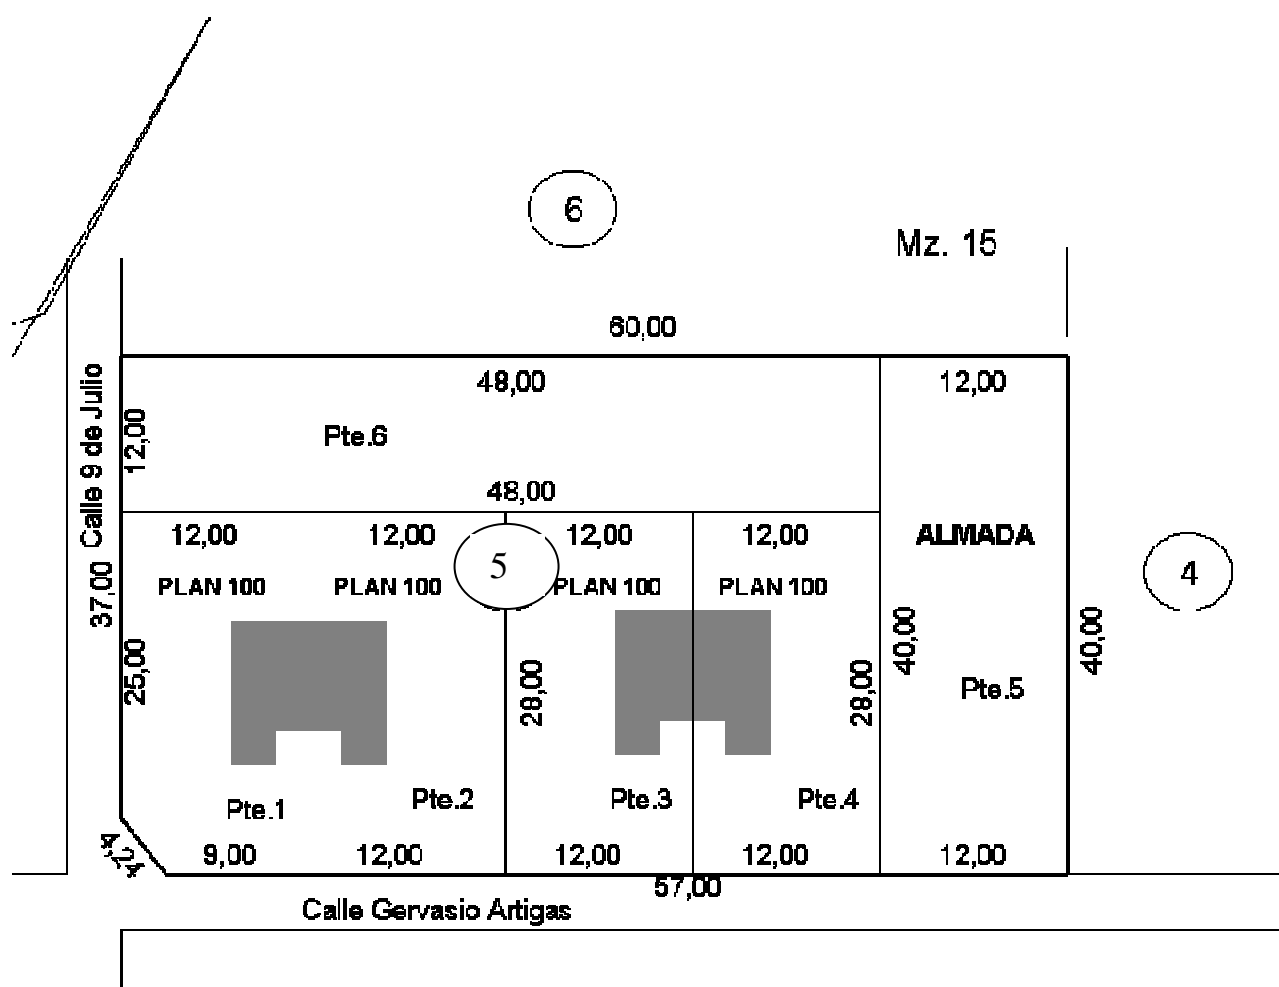 6
Mz. 15
60,00
48,00
12,00
Calle 9 de Julio
12,00
Pte.6
48,00
12,00
12,00
12,00
12,00
ALMADA
5
4
PLAN 100
PLAN 100
PLAN 100
PLAN 100
37,00
25,00
28,00
28,00
40,00
40,00
Pte.5
Pte.1
Pte.2
Pte.3
Pte.4
4,24
9,00
12,00
12,00
12,00
12,00
57,00
Calle Gervasio Artigas